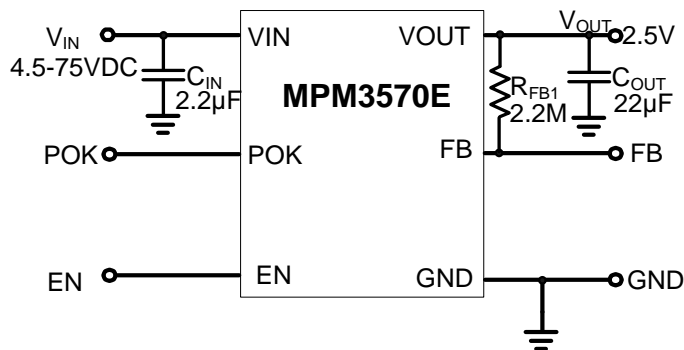 VIN
4.5-75VDC
CIN
2.2µF
POK
EN
VIN
VOUT
MPM3570E
POK
FB
EN
GND
RFB1
2.2M
VOUT
2.5V
COUT
22µF
FB
GND